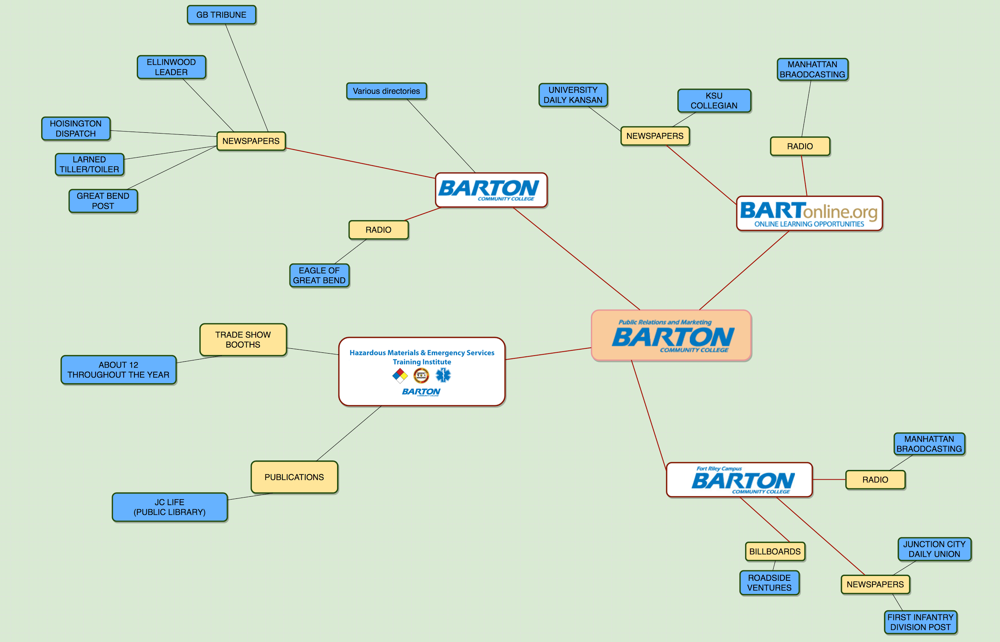 GB TRIBUNE
ELLINWOOD
LEADER
HOISINGTON
DISPATCH
LARNED
TILLER/TOILER
GREAT BEND
POST
NEWSPAPERS
Various directories
BARTON
COMMUNITY COLLEGE
RADIO
EAGLE OF
GREAT BEND
UNIVERSITY
DAILY KANSAN
KSU
COLLEGIAN
NEWSPAPERS
MANHATTAN
BRAODCASTING
RADIO
BARTonline.org
ONLINE LEARNING OPPORTUNITIES
Public Relations and Marketing
BARTON
COMMUNITY COLLEGE
TRADE SHOW
BOOTHS
ABOUT 12
THROUGHOUT THE YEAR
Hazardous Materials & Emergency Services
Training Institute
EMERGENCY
MANAGEMENT
BARTON
COMMUNITY COLLEGE
PUBLICATIONS
JC LIFE
(PUBLIC LIBRARY)
Fort Riley Campus
BARTON
COMMUNITY COLLEGE
MANHATTAN
BRAODCASTING
RADIO
BILLBOARDS
ROADSIDE
VENTURES
JUNCTION CITY
DAILY UNION
NEWSPAPERS
FIRST INFANTRY
DIVISION POST